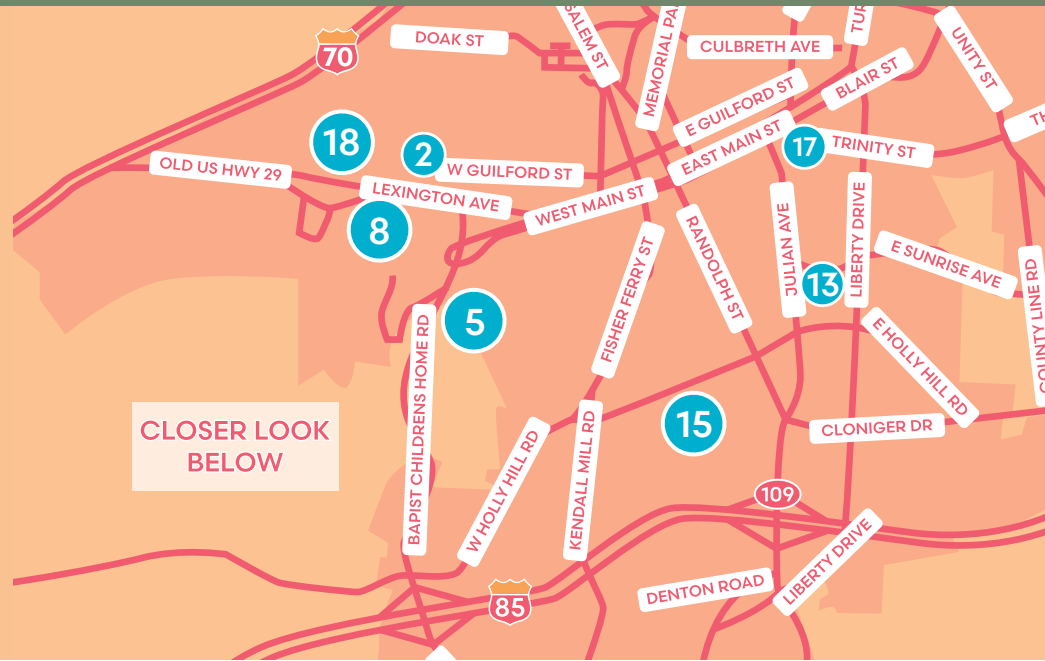 SALEM ST
MEMORIAL PA
TUR
DOAK ST
CULBRETH AVE
UNITY ST
70
BLAIR ST
E GUILFORD ST
TH
EAST MAIN ST
18
2
17
TRINITY ST
OLD US HWY 29
W GUILFORD ST
LEXINGTON AVE
WEST MAIN ST
8
JULIAN AVE
LIBERTY DRIVE
RANDOLPH ST
E SUNRISE AVE
FISHER FERRY ST
13
COUNTY LINE RD
5
E HOLLY HILL RD
BAPIST CHILDRENS HOME RD
15
CLONIGER DR
CLOSER LOOK
BELOW
W HOLLY HILL RD
KENDALL MILL RD
109
LIBERTY DRIVE
DENTON ROAD
85